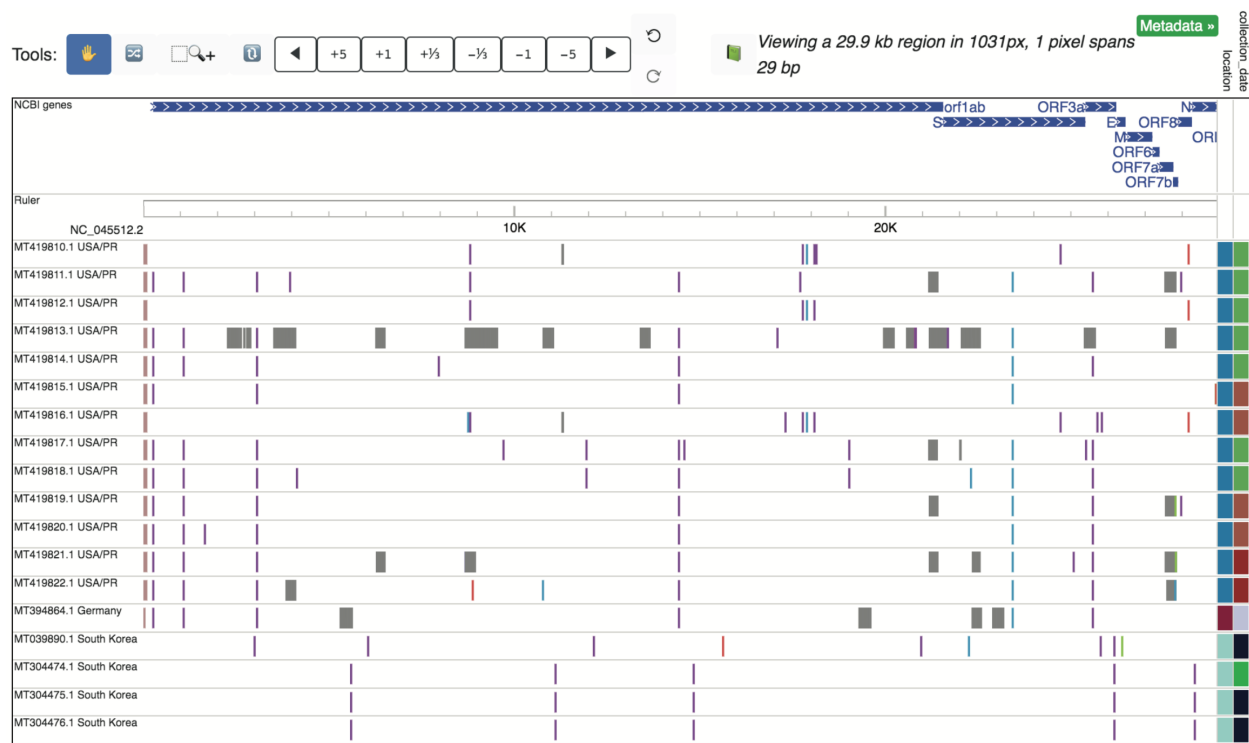 Metadata »
collection_date
location
Tools:
+5
+1
+⅓
-⅓
-1
-5
Viewing a 29.9 kb region in 1031px, 1 pixel spans
29 bp
NCBI genes
orf1ab
ORF3a
N
S
E
ORF8
M
ORF6
ORF7a
ORF7b
Ruler
NC_045512.2
10K
20K
MT419810.1 USA/PR
MT419811.1 USA/PR
MT419812.1 USA/PR
MT419813.1 USA/PR
MT419814.1 USA/PR
MT419815.1 USA/PR
MT419816.1 USA/PR
MT419817.1 USA/PR
MT419818.1 USA/PR
MT419819.1 USA/PR
MT419820.1 USA/PR
MT419821.1 USA/PR
MT419822.1 USA/PR
MT394864.1 Germany
MT039890.1 South Korea
MT304474.1 South Korea
MT304475.1 South Korea
MT304476.1 South Korea